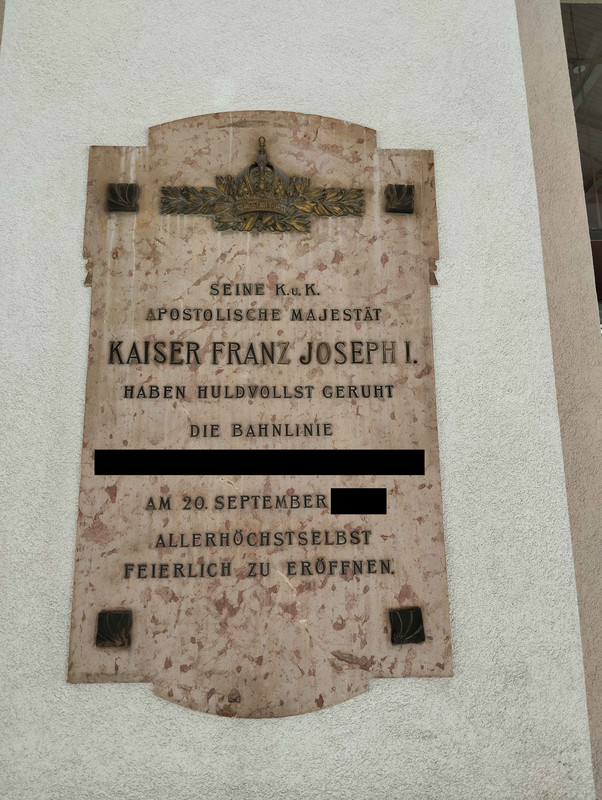 SEINE K.u.K.
APOSTOLISCHE MAJESTÄT
KAISER FRANZ JOSEPH I.
HABEN HULDVOLLST GERUHT
DIE BAHNLINIE
AM 20. SEPTEMBER
ALLERHÖCHSTSELBST
FEIERLICH ZU ERÖFFNEN.